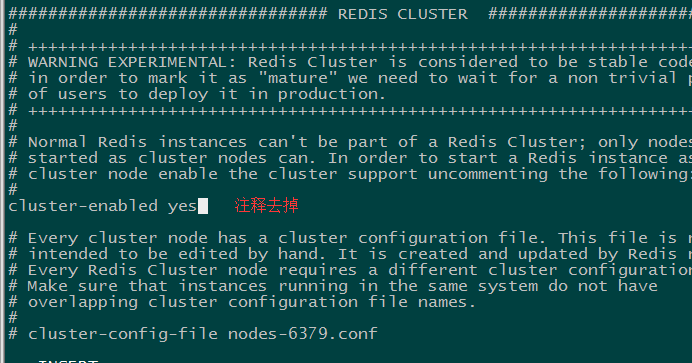 ################################ REDIS CLUSTER ########################
#
# ++++++++++++++++++++++++++++++++++++++++++++++++++++++++++++++++++++
# WARNING EXPERIMENTAL: Redis Cluster is considered to be stable code
# in order to mark it as "mature" we need to wait for a non trivial p
# of users to deploy it in production.
# ++++++++++++++++++++++++++++++++++++++++++++++++++++++++++++++++++++
#
# Normal Redis instances can't be part of a Redis Cluster; only nodes
# started as cluster nodes can. In order to start a Redis instance as
# cluster node enable the cluster support uncommenting the following:
#
cluster-enabled yes 注释去掉
# Every cluster node has a cluster configuration file. This file is n
# intended to be edited by hand. It is created and updated by Redis n
# Every Redis Cluster node requires a different cluster configuration
# Make sure that instances running in the same system do not have
# overlapping cluster configuration file names.
#
# cluster-config-file nodes-6379.conf
INSERT